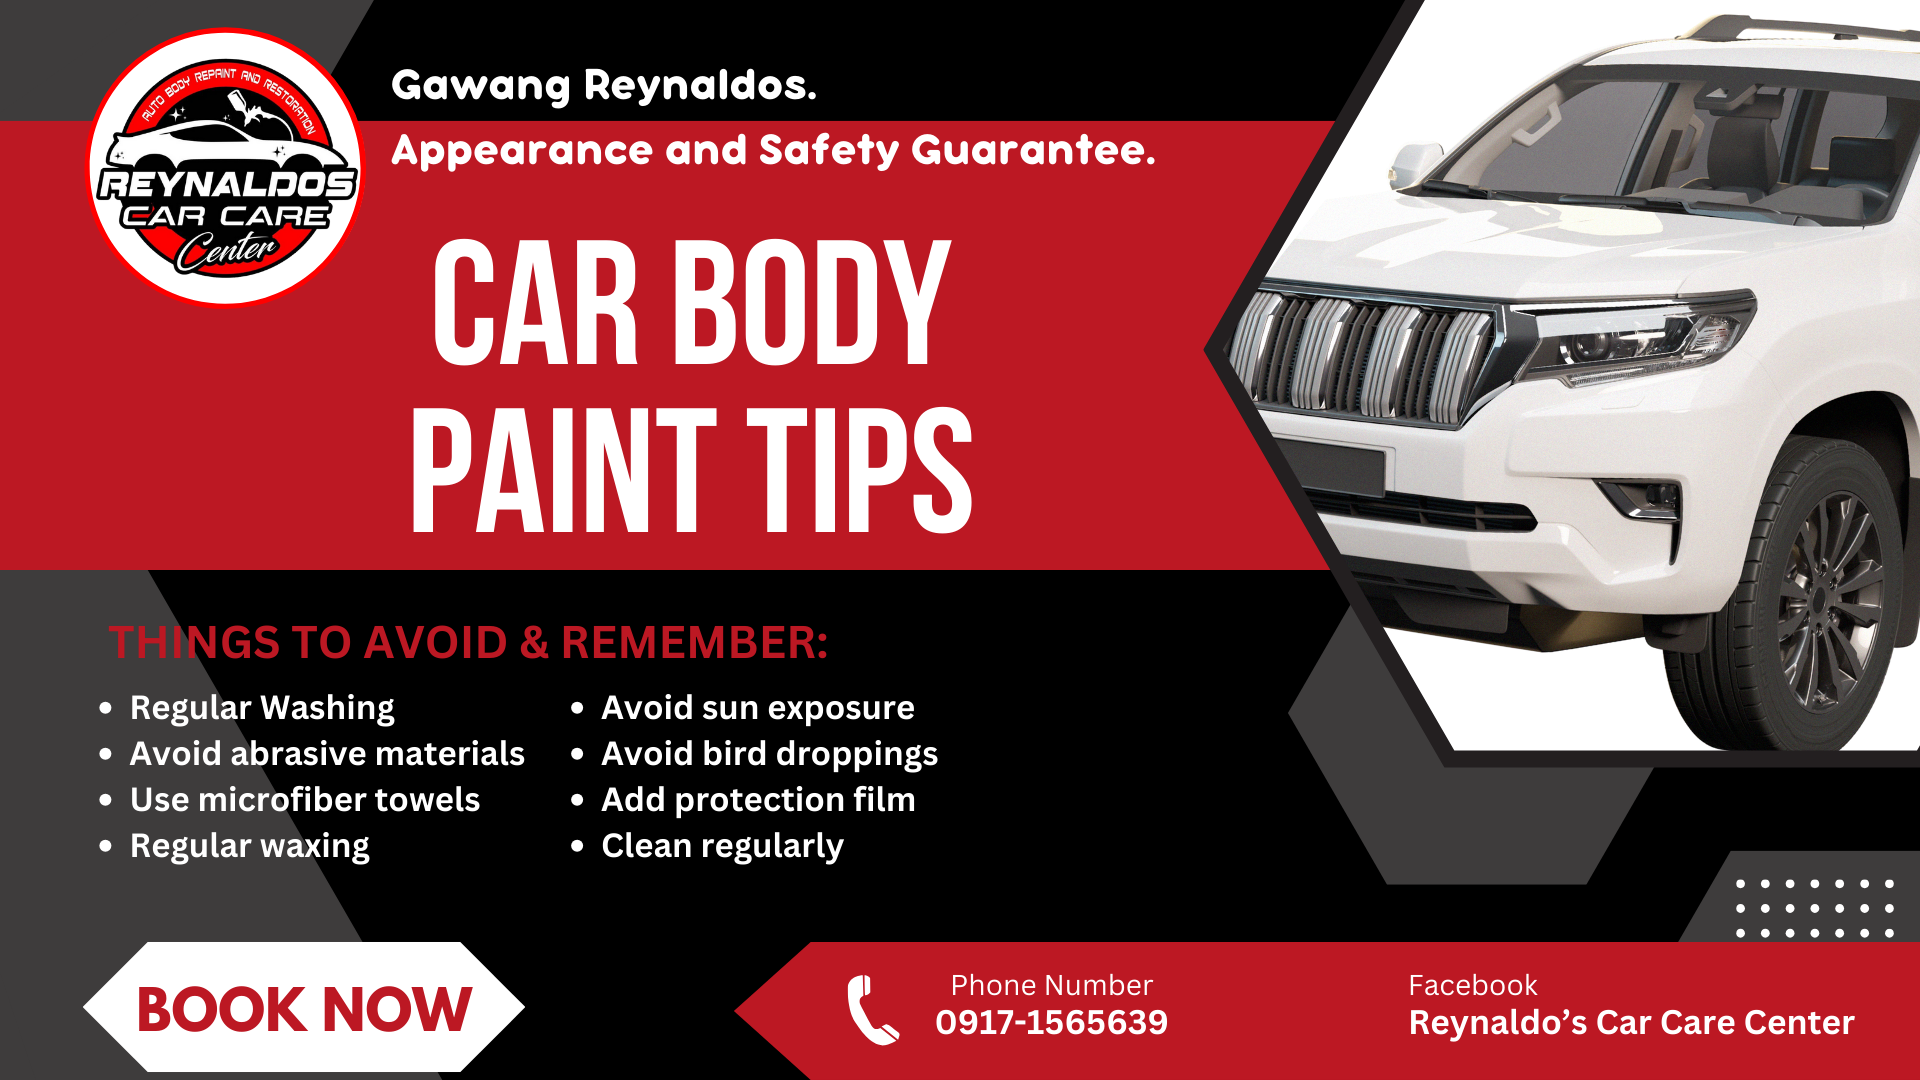 AUTO BODY REPAINT AND RESTORATION
REYNALDOS
CAR CARE
Center
Gawang Reynaldos.
Appearance and Safety Guarantee.
CAR BODY
PAINT TIPS
THINGS TO AVOID & REMEMBER:
• Regular Washing
• Avoid abrasive materials
• Use microfiber towels
• Regular waxing
• Avoid sun exposure
• Avoid bird droppings
• Add protection film
• Clean regularly
BOOK NOW
Phone Number
0917-1565639
Facebook
Reynaldo’s Car Care Center